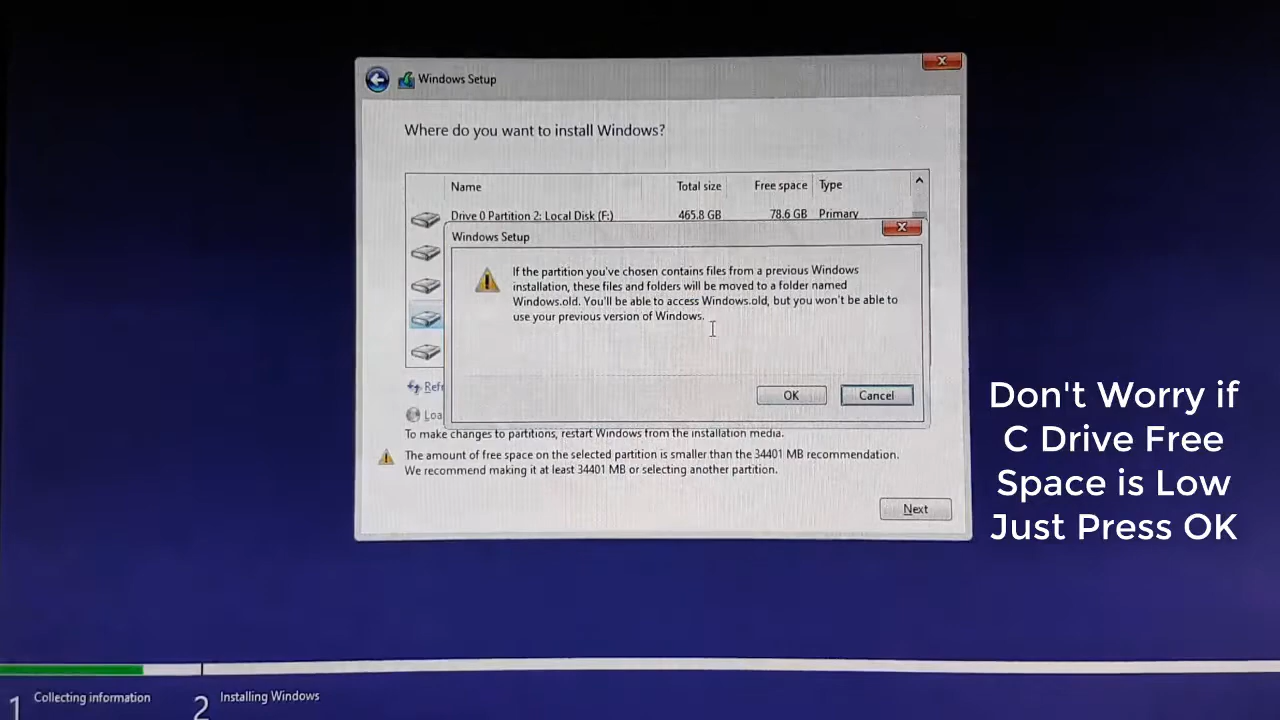 Windows Setup
Where do you want to install Windows?
Name Total size Free space Type
Drive 0 Partition 2: Local Disk (F:) 465.8 GB 78.6 GB Primary
Windows Setup
If the partition you've chosen contains files from a previous Windows
installation, these files and folders will be moved to a folder named
Windows.old. You'll be able to access Windows.old, but you won't be able to
use your previous version of Windows.
OK Cancel
Refr
Loa
To make changes to partitions, restart Windows from the installation media.
The amount of free space on the selected partition is smaller than the 34401 MB recommendation.
We recommend making it at least 34401 MB or selecting another partition.
Next
Don't Worry if
C Drive Free
Space is Low
Just Press OK
1 Collecting information 2 Installing Windows